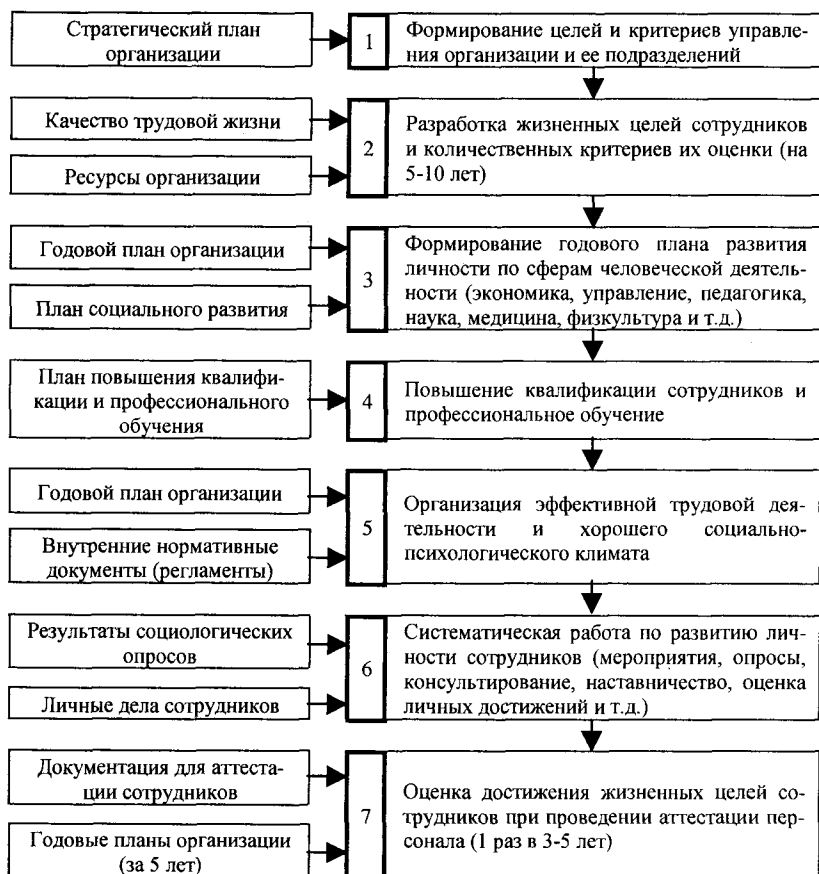 Стратегический план
организации
1
Формирование целей и критериев управле-
ния организации и ее подразделений
Качество трудовой жизни
Ресурсы организации
2
Разработка жизненных целей сотрудников
и количественных критериев их оценки (на
5-10 лет)
Годовой план организации
План социального развития
3
Формирование годового плана развития
личности по сферам человеческой деятель-
ности (экономика, управление, педагогика,
наука, медицина, физкультура и т.д.)
План повышения квалифи-
кации и профессионального
обучения
4
Повышение квалификации сотрудников и
профессиональное обучение
Годовой план организации
Внутренние нормативные
документы (регламенты)
5
Организация эффективной трудовой дея-
тельности и хорошего социально-
психологического климата
Результаты социологических
опросов
Личные дела сотрудников
6
Систематическая работа по развитию лич-
ности сотрудников (мероприятия, опросы,
консультирование, наставничество, оценка
личных достижений и т.д.)
Документация для аттеста-
ции сотрудников
Годовые планы организации
(за 5 лет)
7
Оценка достижения жизненных целей со-
трудников при проведении аттестации пер-
сонала (1 раз в 3-5 лет)